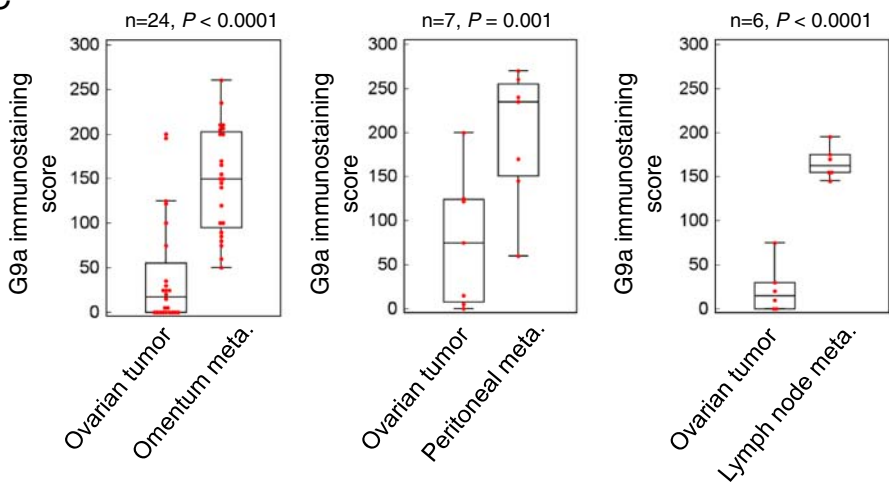 n=24, P < 0.0001
300
250
200
150
100
50
0
G9a immunostaining
score
Ovarian tumor
Omentum meta.
n=7, P = 0.001
300
250
200
150
100
50
0
G9a immunostaining
score
Ovarian tumor
Peritoneal meta.
n=6, P < 0.0001
300
250
200
150
100
50
0
G9a immunostaining
score
Ovarian tumor
Lymph node meta.